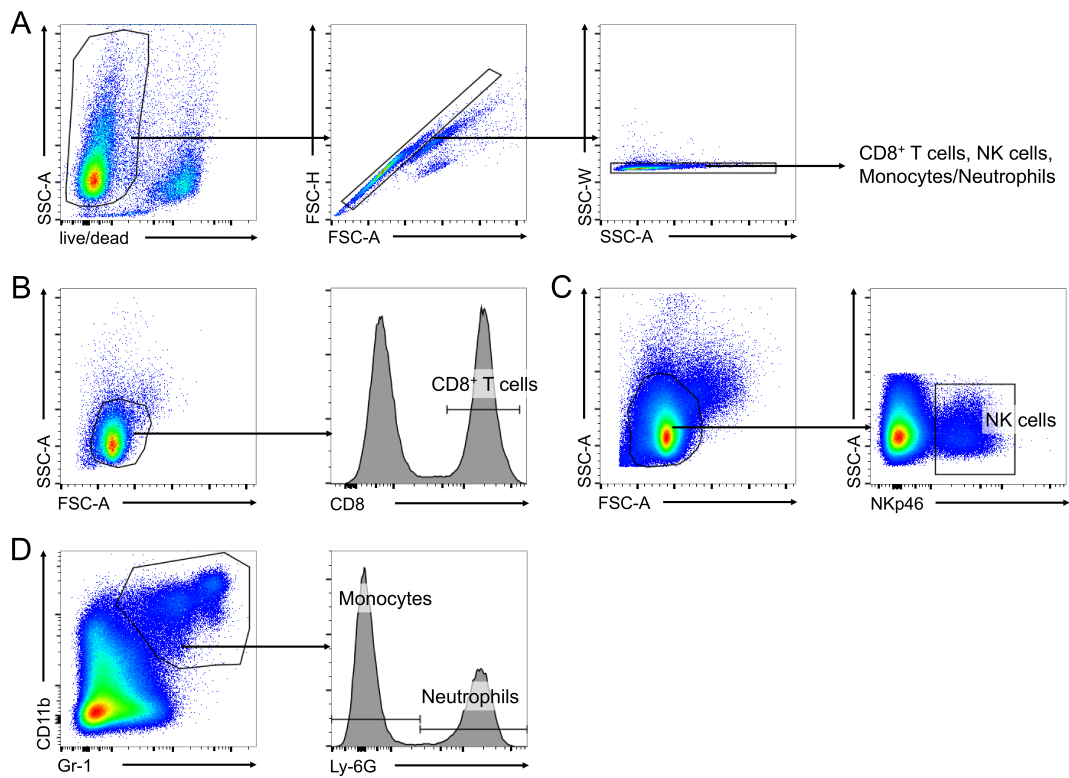 A
SSC-A
live/dead
FSC-H
FSC-A
SSC-W
SSC-A
CD8⁺ T cells, NK cells,
Monocytes/Neutrophils
B
SSC-A
FSC-A
CD8⁺ T cells
CD8
C
SSC-A
FSC-A
SSC-A
NK cells
NKp46
D
CD11b
Gr-1
Monocytes
Neutrophils
Ly-6G